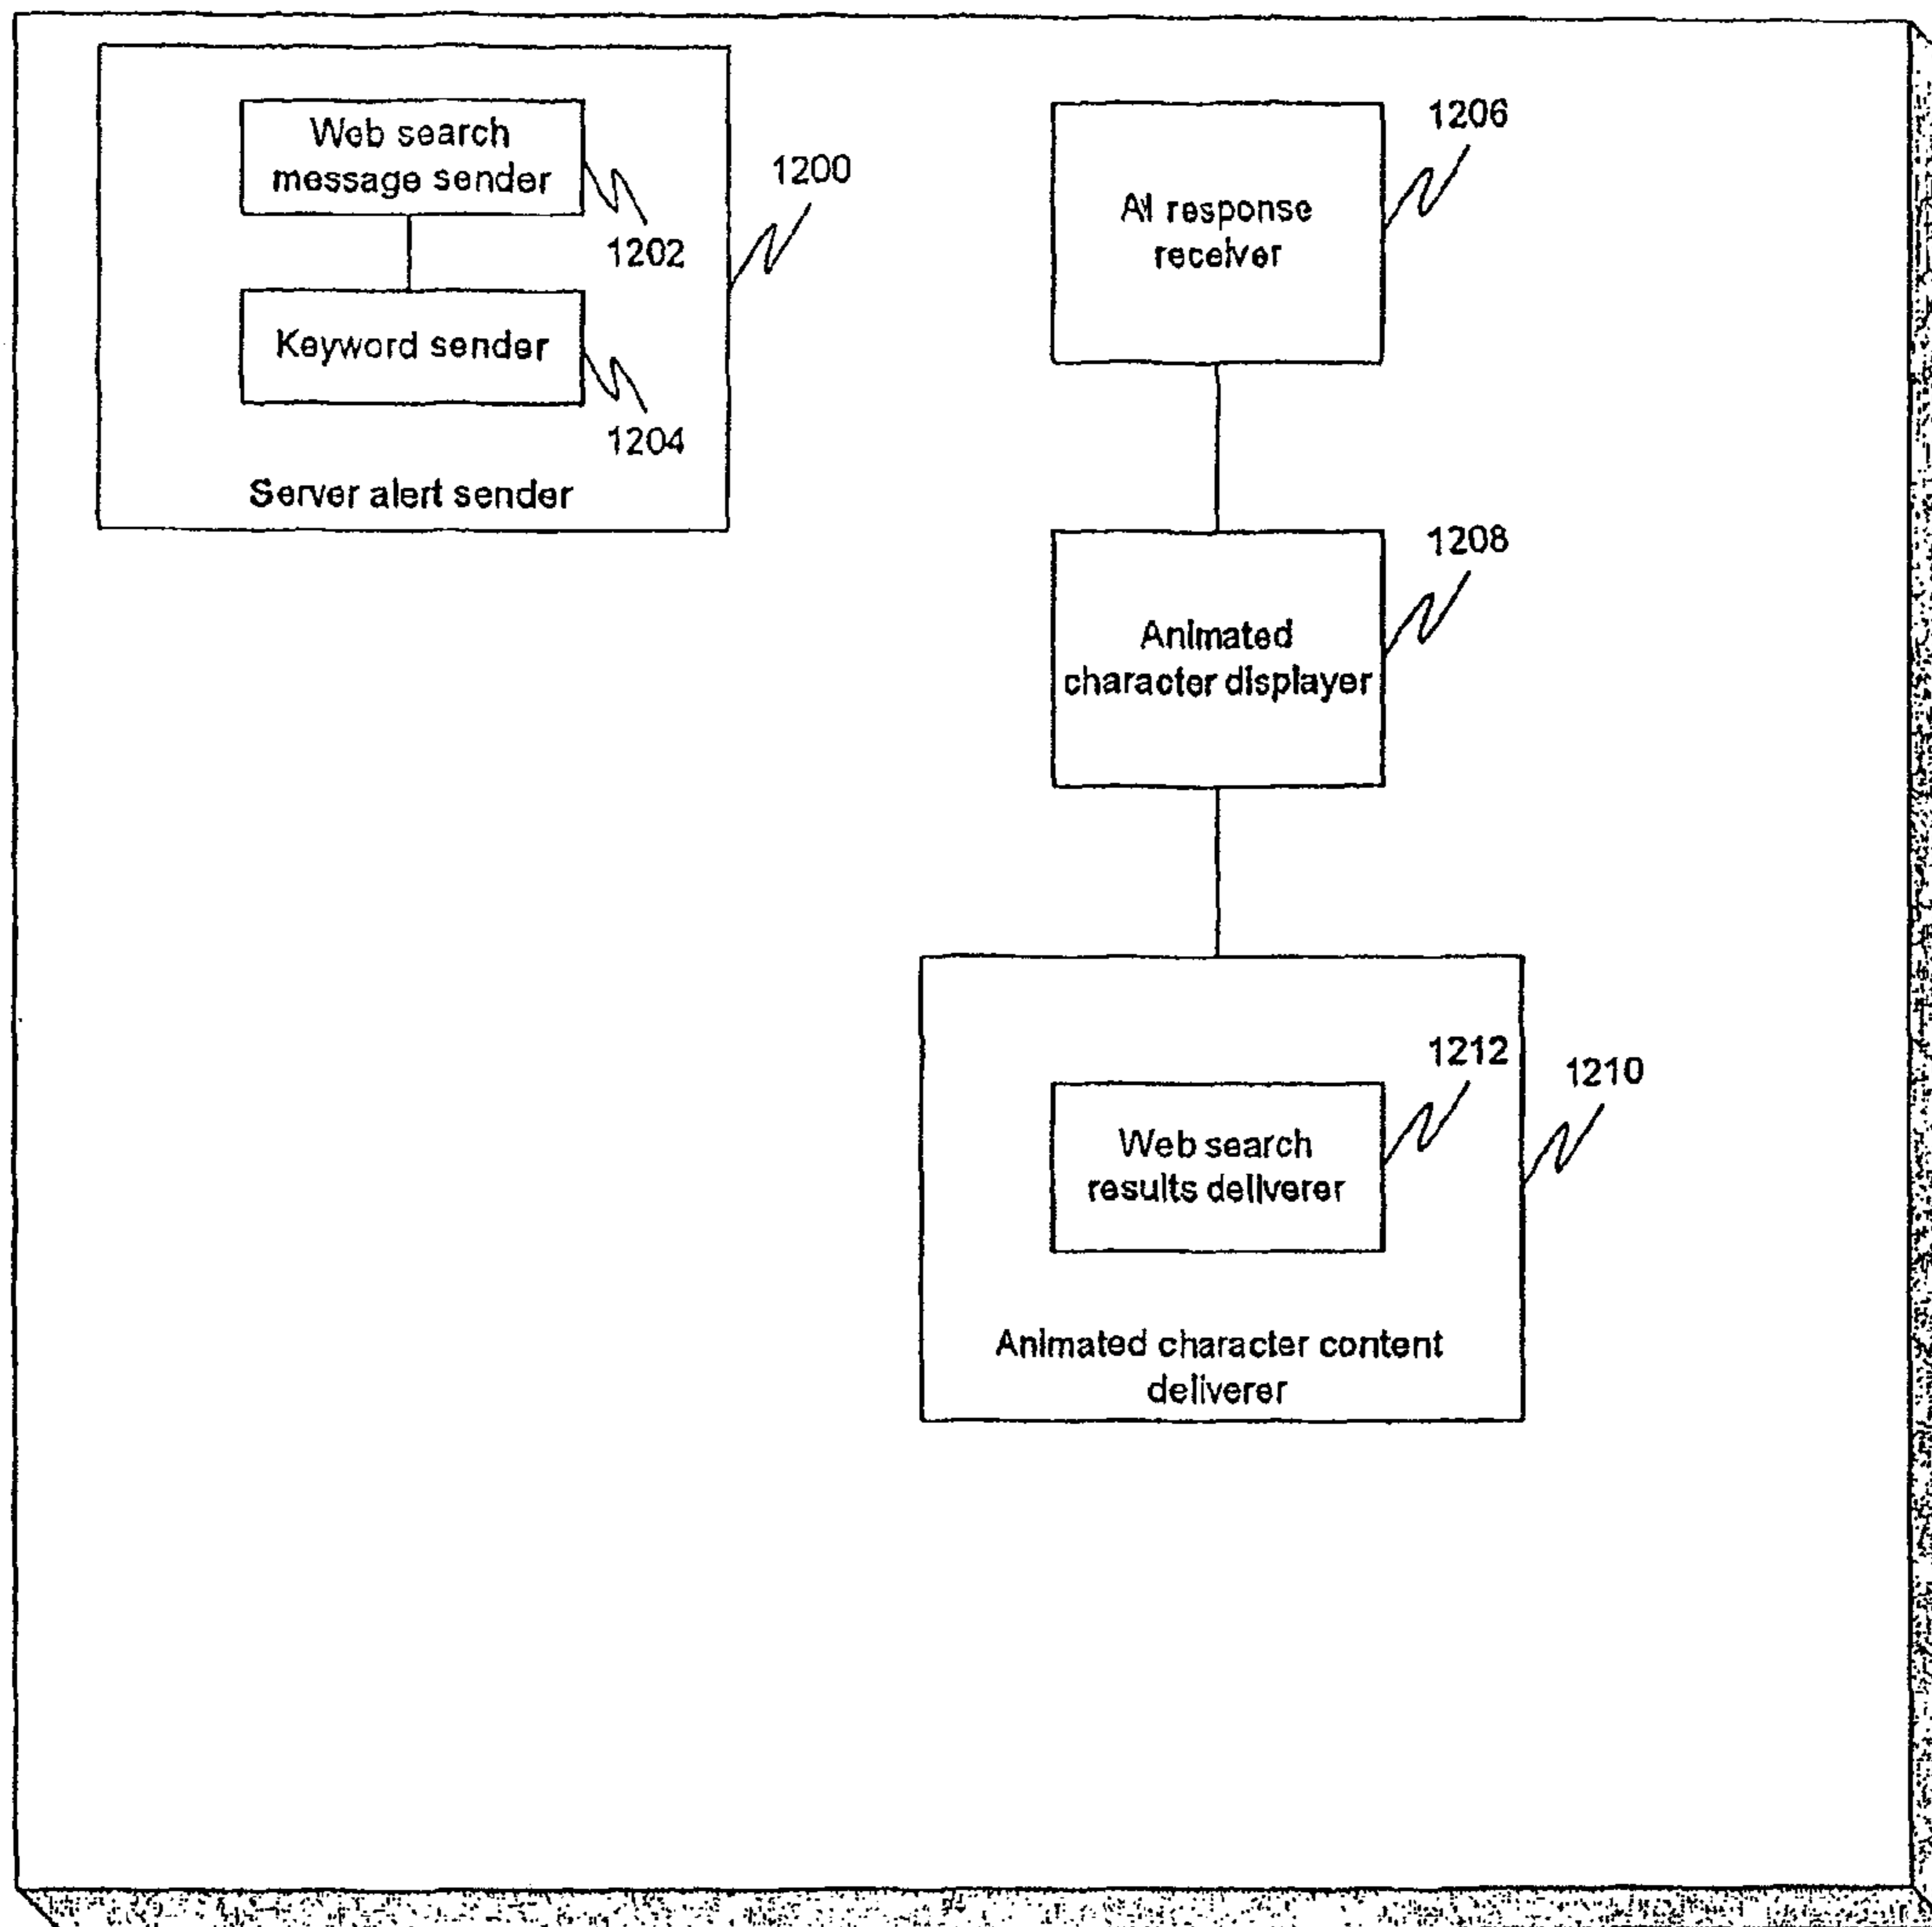 Web search
message sender
1202
1200
Keyword sender
1204
Server alert sender
1206
AI response
receiver
1208
Animated
character displayer
1212
1210
Web search
results deliverer
Animated character content
deliverer